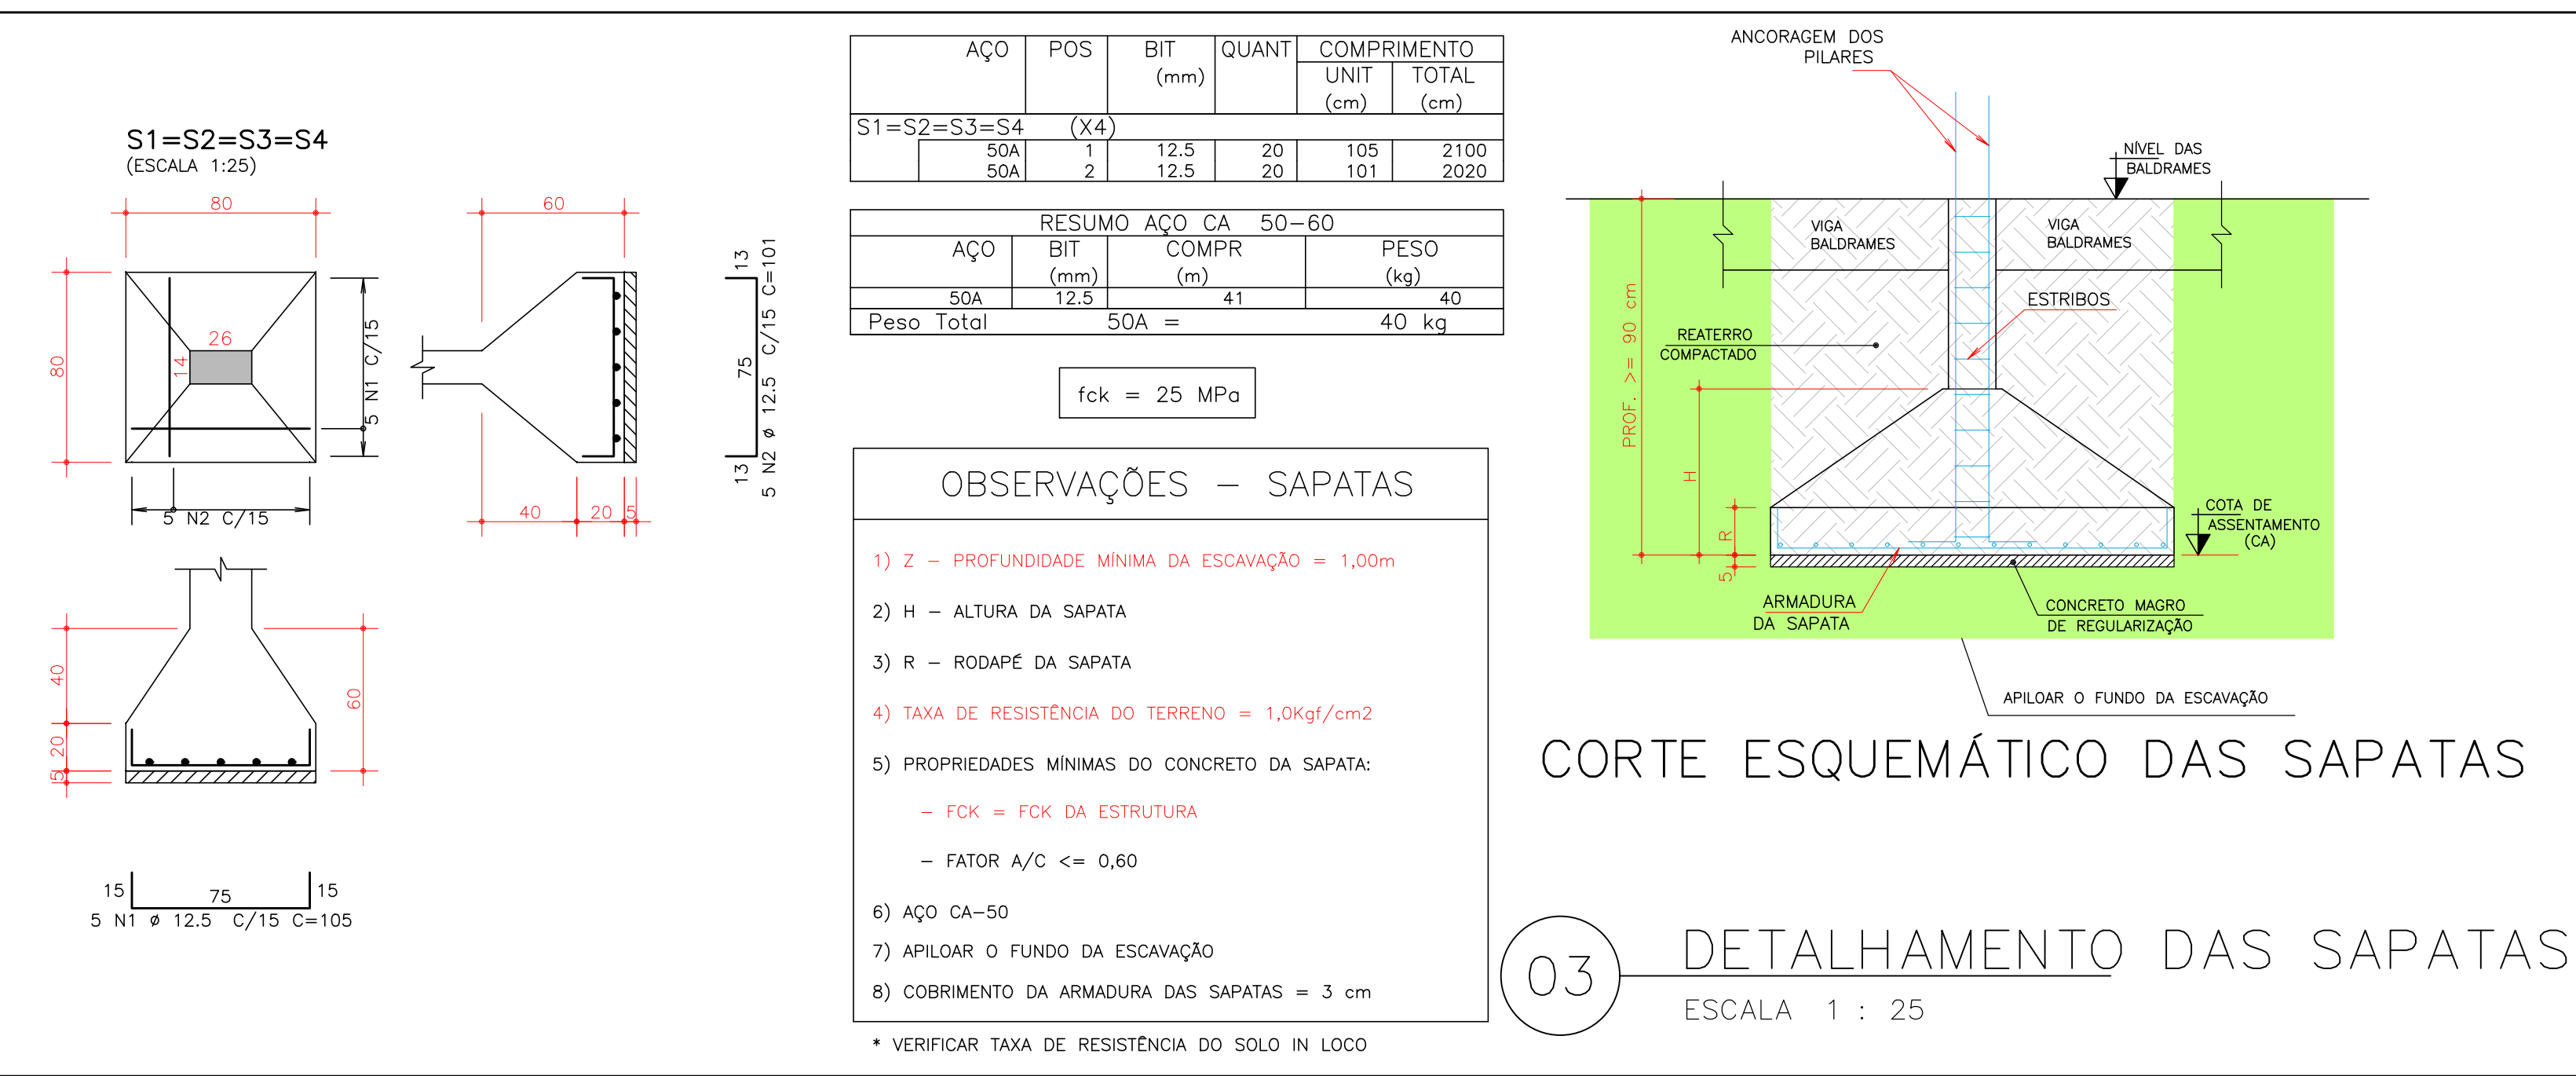 S1=S2=S3=S4
(ESCALA 1:25)
80
80
26
14
5 N1 C/15
5 N2 C/15
60
40
20
5
13
75
13
5 N2 ø 12.5 C/15 C=101
40
20
5
60
15
75
15
5 N1 ø 12.5 C/15 C=105
AÇO POS BIT QUANT COMPRIMENTO
(mm) UNIT TOTAL
(cm) (cm)
S1=S2=S3=S4 (X4)
50A 1 12.5 20 105 2100
50A 2 12.5 20 101 2020
RESUMO AÇO CA 50-60
AÇO BIT COMPR PESO
(mm) (m) (kg)
50A 12.5 41 40
Peso Total 50A = 40 kg
fck = 25 MPa
OBSERVAÇÕES - SAPATAS
1) Z - PROFUNDIDADE MÍNIMA DA ESCAVAÇÃO = 1,00m
2) H - ALTURA DA SAPATA
3) R - RODAPÉ DA SAPATA
4) TAXA DE RESISTÊNCIA DO TERRENO = 1,0Kgf/cm2
5) PROPRIEDADES MÍNIMAS DO CONCRETO DA SAPATA:
- FCK = FCK DA ESTRUTURA
- FATOR A/C <= 0,60
6) AÇO CA-50
7) APILOAR O FUNDO DA ESCAVAÇÃO
8) COBRIMENTO DA ARMADURA DAS SAPATAS = 3 cm
* VERIFICAR TAXA DE RESISTÊNCIA DO SOLO IN LOCO
ANCORAGEM DOS
PILARES
NÍVEL DAS
BALDRAMES
VIGA
BALDRAMES
VIGA
BALDRAMES
ESTRIBOS
REATERRO
COMPACTADO
PROF. >= 90 cm
H
R
5
COTA DE
ASSENTAMENTO
(CA)
ARMADURA
DA SAPATA
CONCRETO MAGRO
DE REGULARIZAÇÃO
APILOAR O FUNDO DA ESCAVAÇÃO
CORTE ESQUEMÁTICO DAS SAPATAS
03
DETALHAMENTO DAS SAPATAS
ESCALA 1 : 25